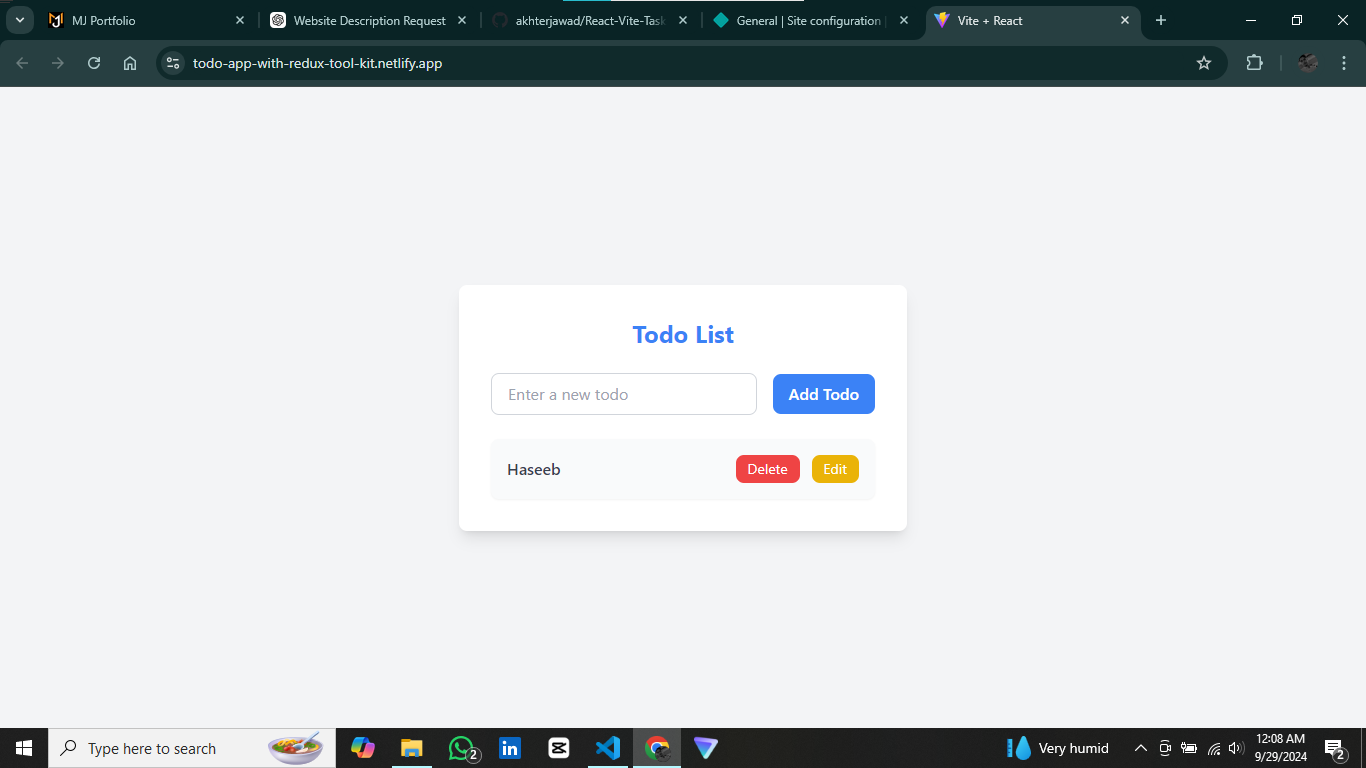 MJ Portfolio
Website Description Request
akhterjawad/React-Vite-Task
General | Site configuration |
Vite + React
todo-app-with-redux-tool-kit.netlify.app
Todo List
Enter a new todo
Add Todo
Haseeb
Delete
Edit
Type here to search
2
Very humid
12:08 AM
9/29/2024
2